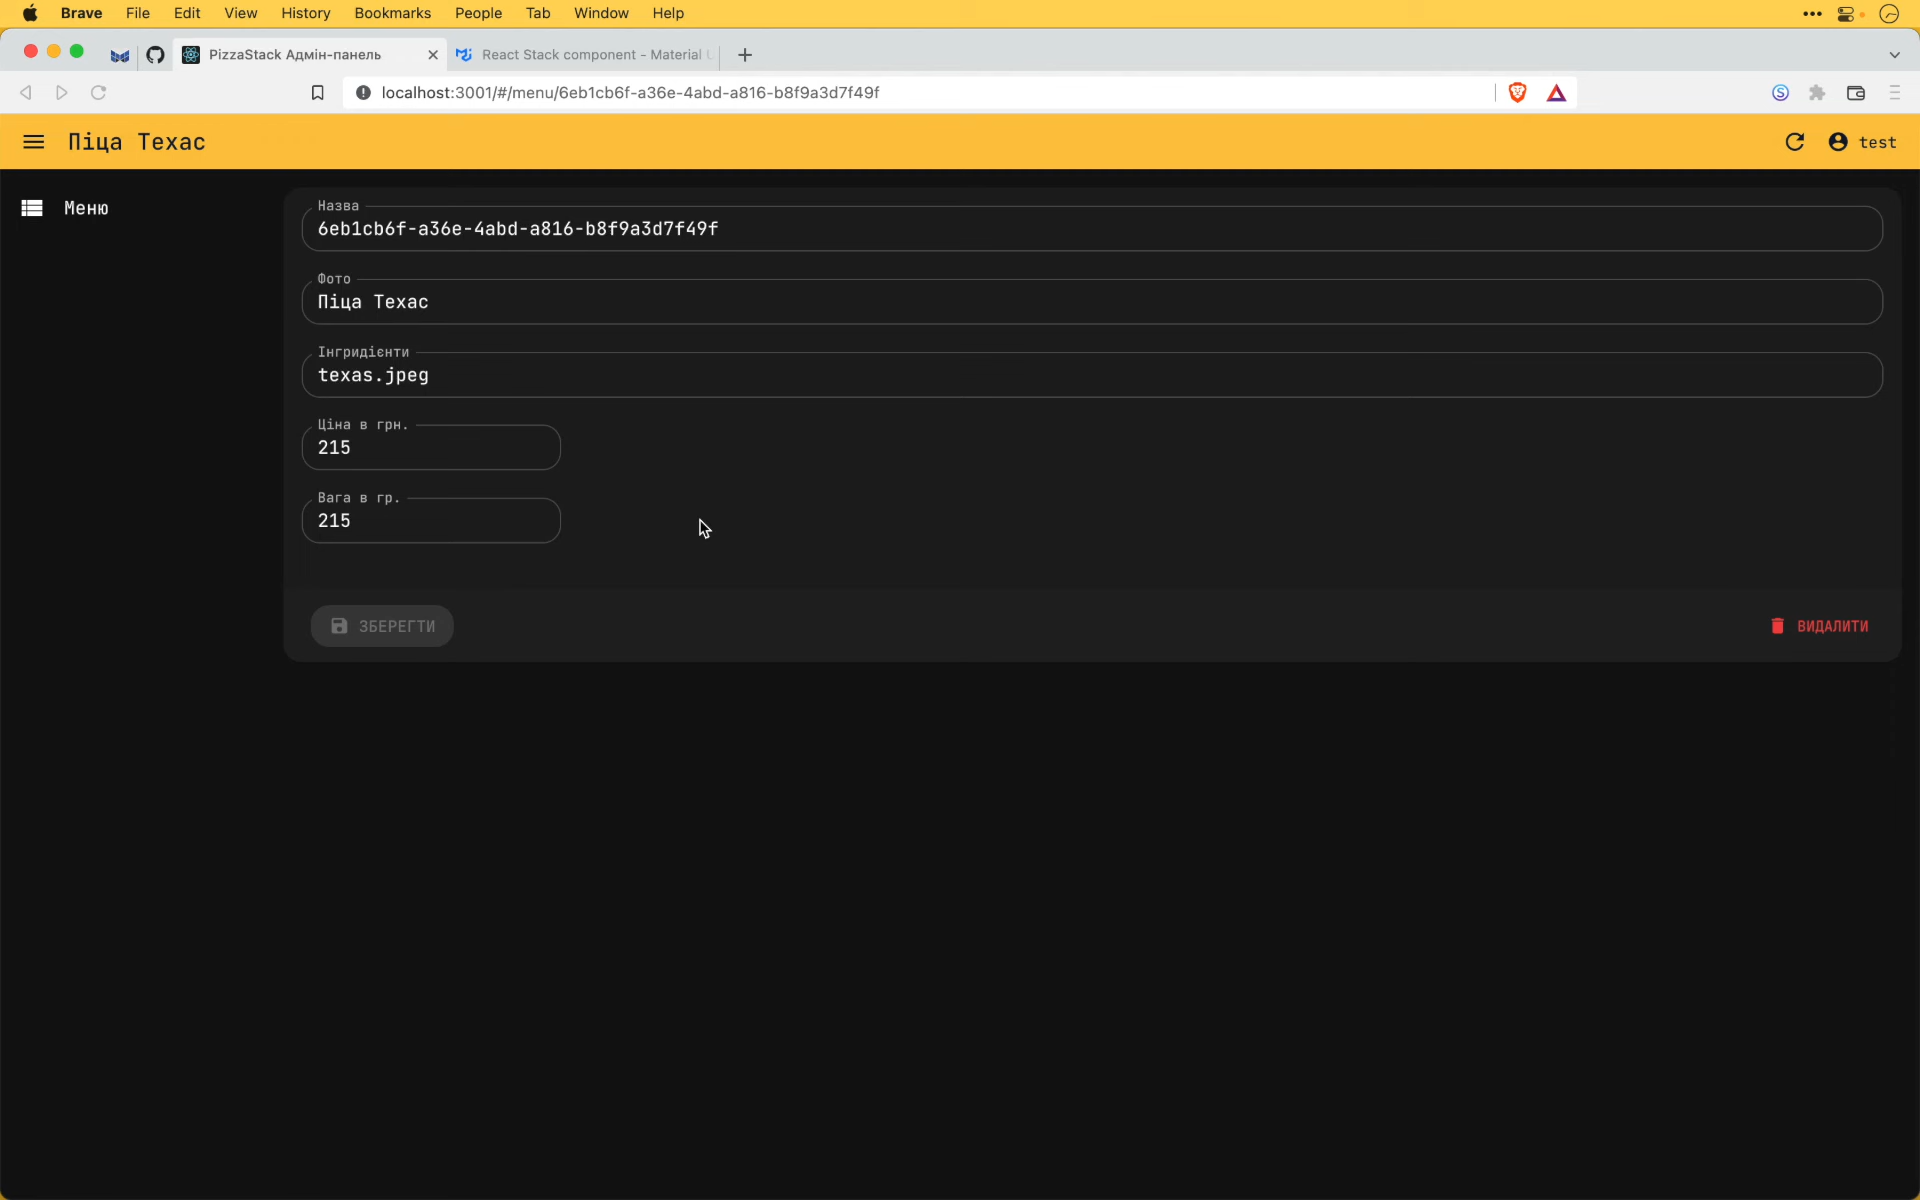 Brave File Edit View History Bookmarks People Tab Window Help
PizzaStack Адмін-панель
React Stack component - Material
localhost:3001/#/menu/6eb1cb6f-a36e-4abd-a816-b8f9a3d7f49f
Піца Техас
test
Меню
Назва
6eb1cb6f-a36e-4abd-a816-b8f9a3d7f49f
Фото
Піца Техас
Інгридієнти
texas.jpeg
Ціна в грн.
215
Вага в гр.
215
ЗБЕРЕГТИ
ВИДАЛИТИ